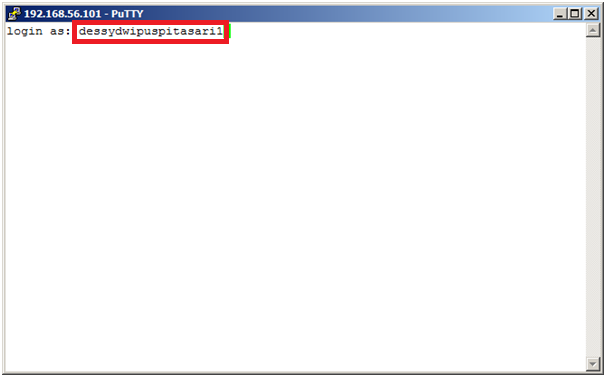 192.168.56.101 - PuTTY
login as: dessydwipuspitasari1